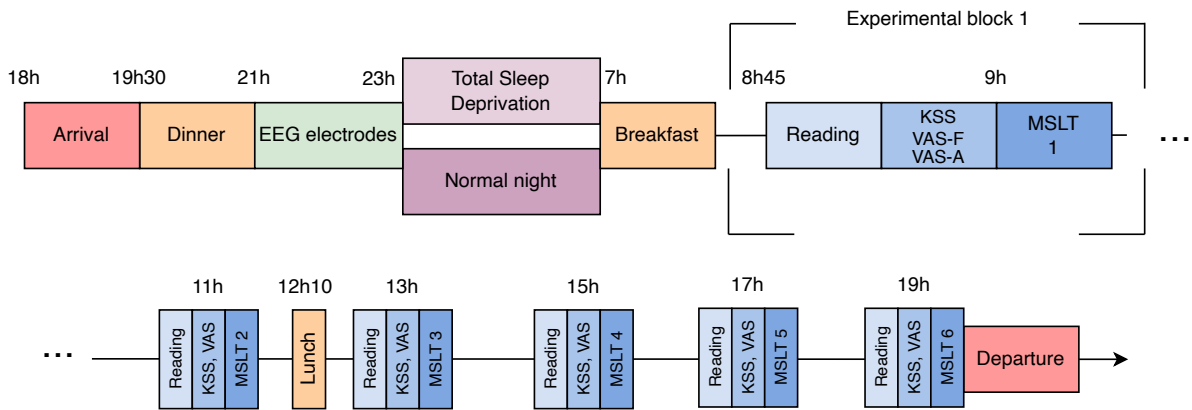 Experimental block 1
18h
19h30
21h
23h
7h
8h45
9h
Arrival
Dinner
EEG electrodes
Total Sleep
Deprivation
Normal night
Breakfast
Reading
KSS
VAS-F
VAS-A
MSLT
1
...
...
11h
12h10
13h
15h
17h
19h
Reading
KSS, VAS
MSLT 2
Lunch
Reading
KSS, VAS
MSLT 3
Reading
KSS, VAS
MSLT 4
Reading
KSS, VAS
MSLT 5
Reading
KSS, VAS
MSLT 6
Departure